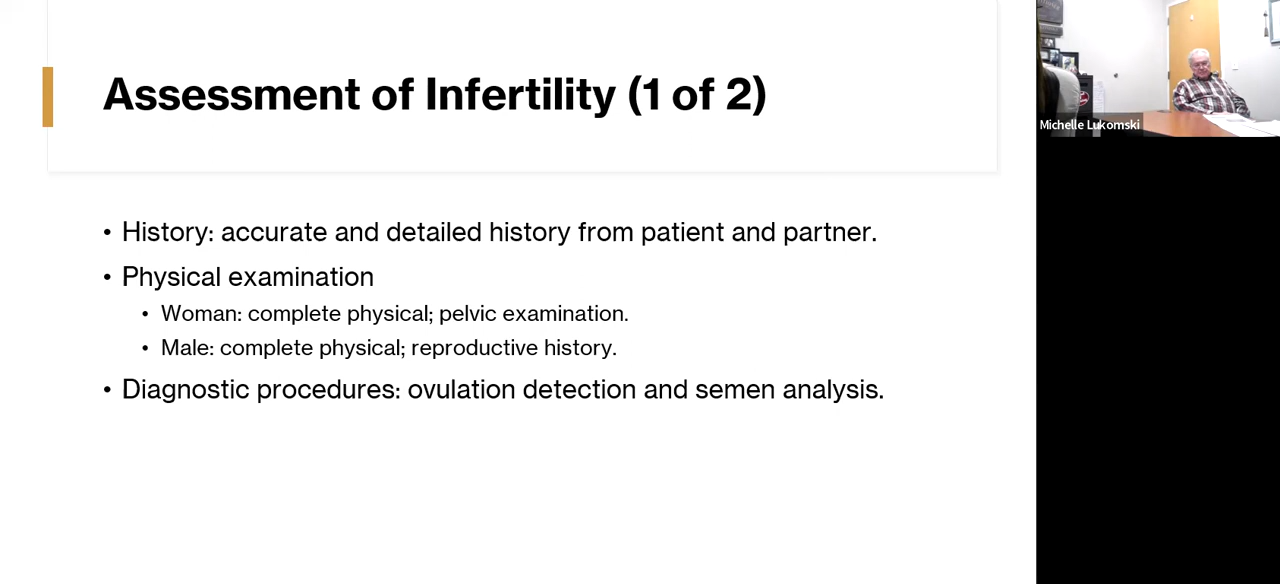 Assessment of Infertility (1 of 2)
• History: accurate and detailed history from patient and partner.
• Physical examination
• Woman: complete physical; pelvic examination.
• Male: complete physical; reproductive history.
• Diagnostic procedures: ovulation detection and semen analysis.
Michelle Lukomski